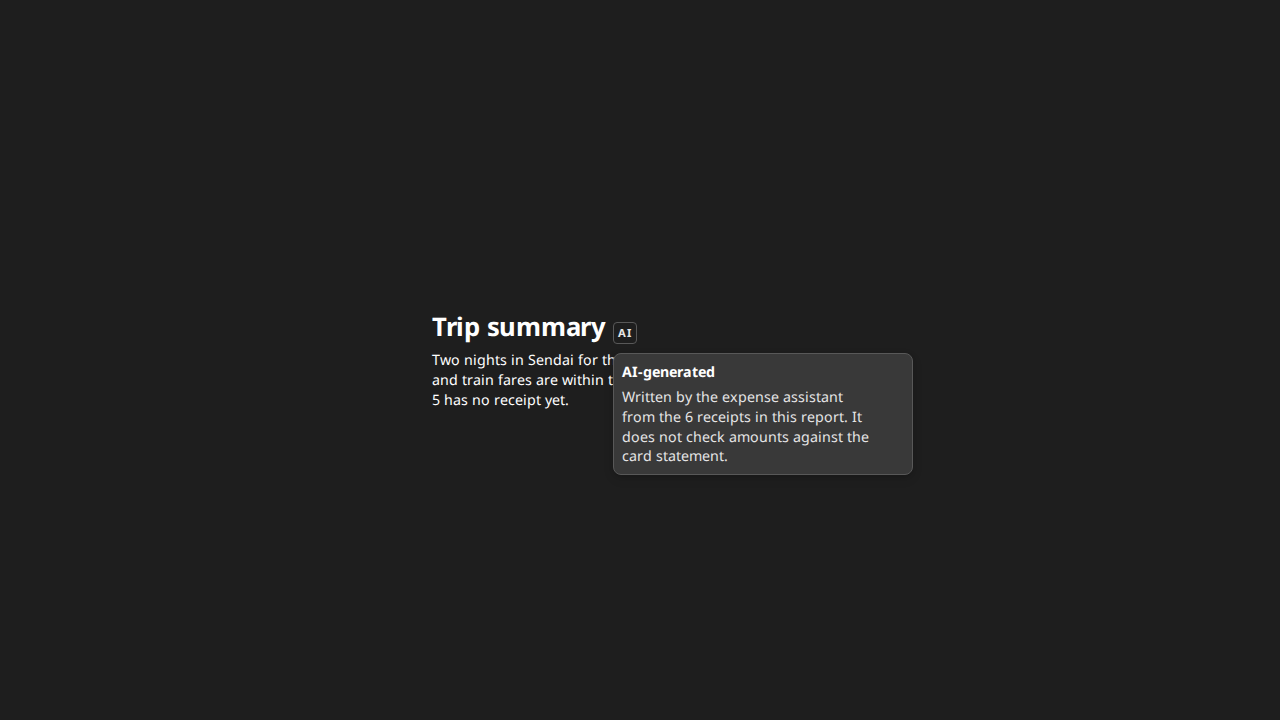 Trip summary AI
Two nights in Sendai for
and train fares are within
5 has no receipt yet.
AI-generated
Written by the expense assistant
from the 6 receipts in this report. It
does not check amounts against the
card statement.